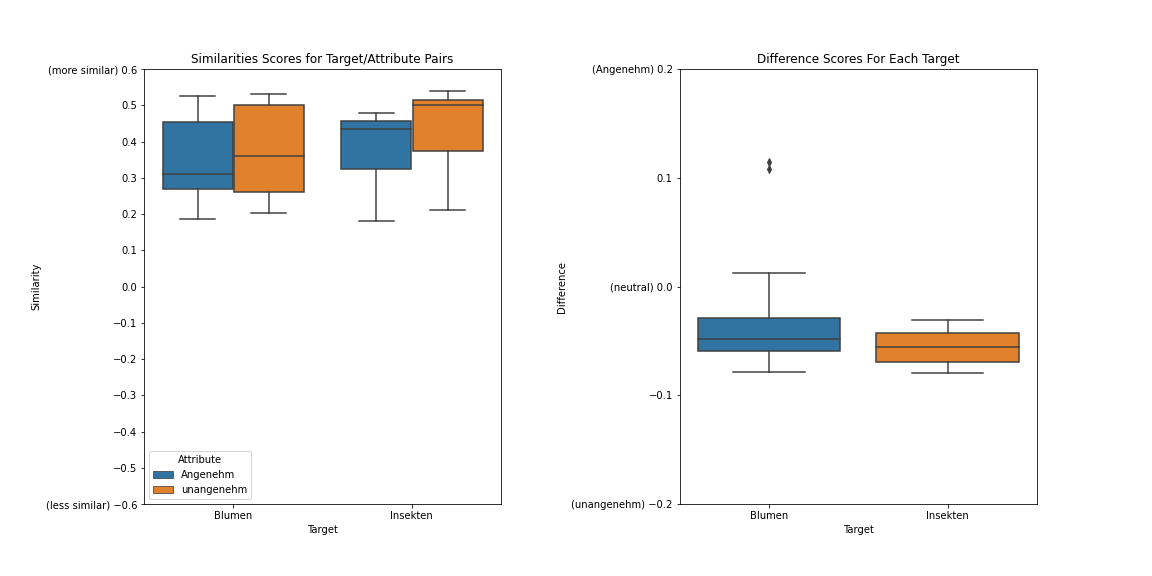 Similarities Scores for Target/Attribute Pairs
(more similar) 0.6
0.5
0.4
0.3
0.2
0.1
0.0
−0.1
−0.2
−0.3
−0.4
−0.5
(less similar) −0.6
Similarity
Attribute
Angenehm
unangenehm
Blumen
Insekten
Target
Difference Scores For Each Target
(Angenehm) 0.2
0.1
(neutral) 0.0
−0.1
(unangenehm) −0.2
Difference
Blumen
Insekten
Target